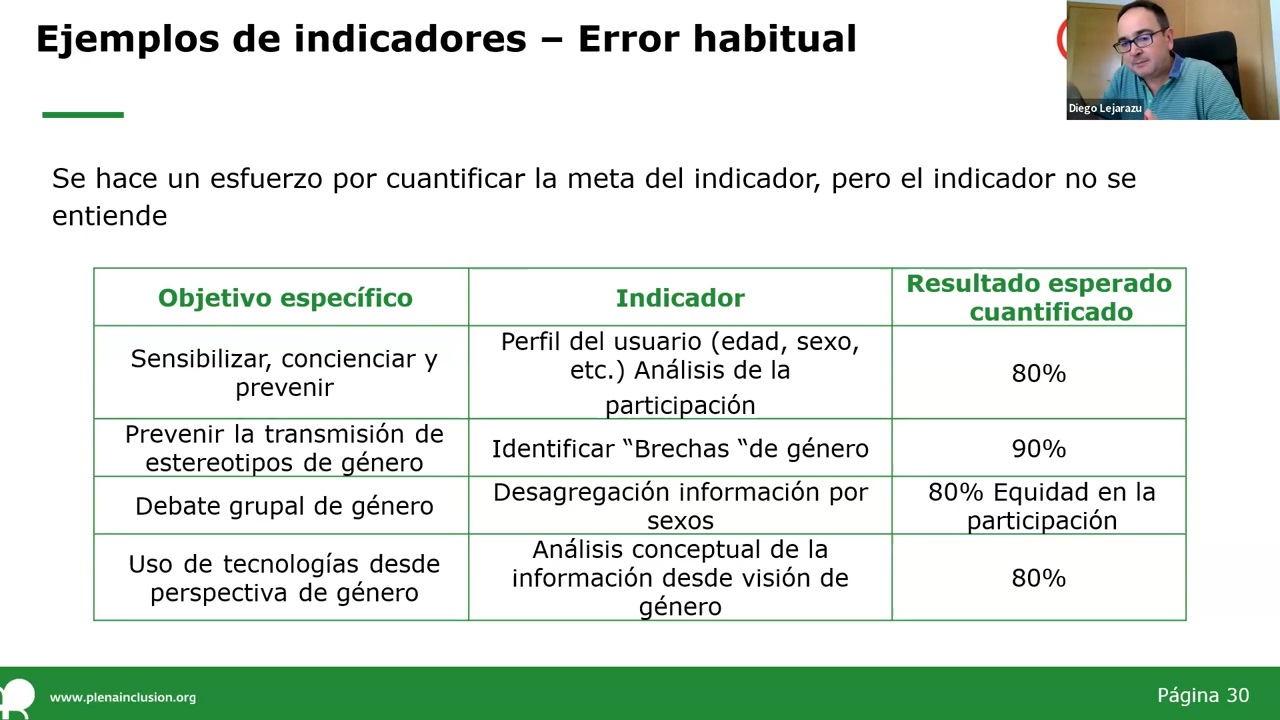 Ejemplos de indicadores – Error habitual
Diego Lejarazu
Se hace un esfuerzo por cuantificar la meta del indicador, pero el indicador no se
entiende
Objetivo específico
Indicador
Resultado esperado
cuantificado
Sensibilizar, concienciar y
prevenir
Perfil del usuario (edad, sexo,
etc.) Análisis de la
participación
80%
Prevenir la transmisión de
estereotipos de género
Identificar “Brechas “de género
90%
Debate grupal de género
Desagregación información por
sexos
80% Equidad en la
participación
Uso de tecnologías desde
perspectiva de género
Análisis conceptual de la
información desde visión de
género
80%
www.plenainclusion.org
Página 30